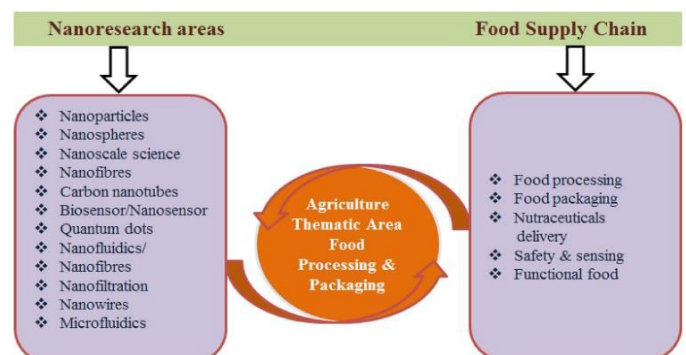 Nanoresearch areas
Food Supply Chain
❖ Nanoparticles
❖ Nanospheres
❖ Nanoscale science
❖ Nanofibres
❖ Carbon nanotubes
❖ Biosensor/Nanosensor
❖ Quantum dots
❖ Nanofluidics/
❖ Nanofibres
❖ Nanofiltration
❖ Nanowires
❖ Microfluidics
Agriculture
Thematic Area
Food
Processing &
Packaging
❖ Food processing
❖ Food packaging
❖ Nutraceuticals
delivery
❖ Safety & sensing
❖ Functional food